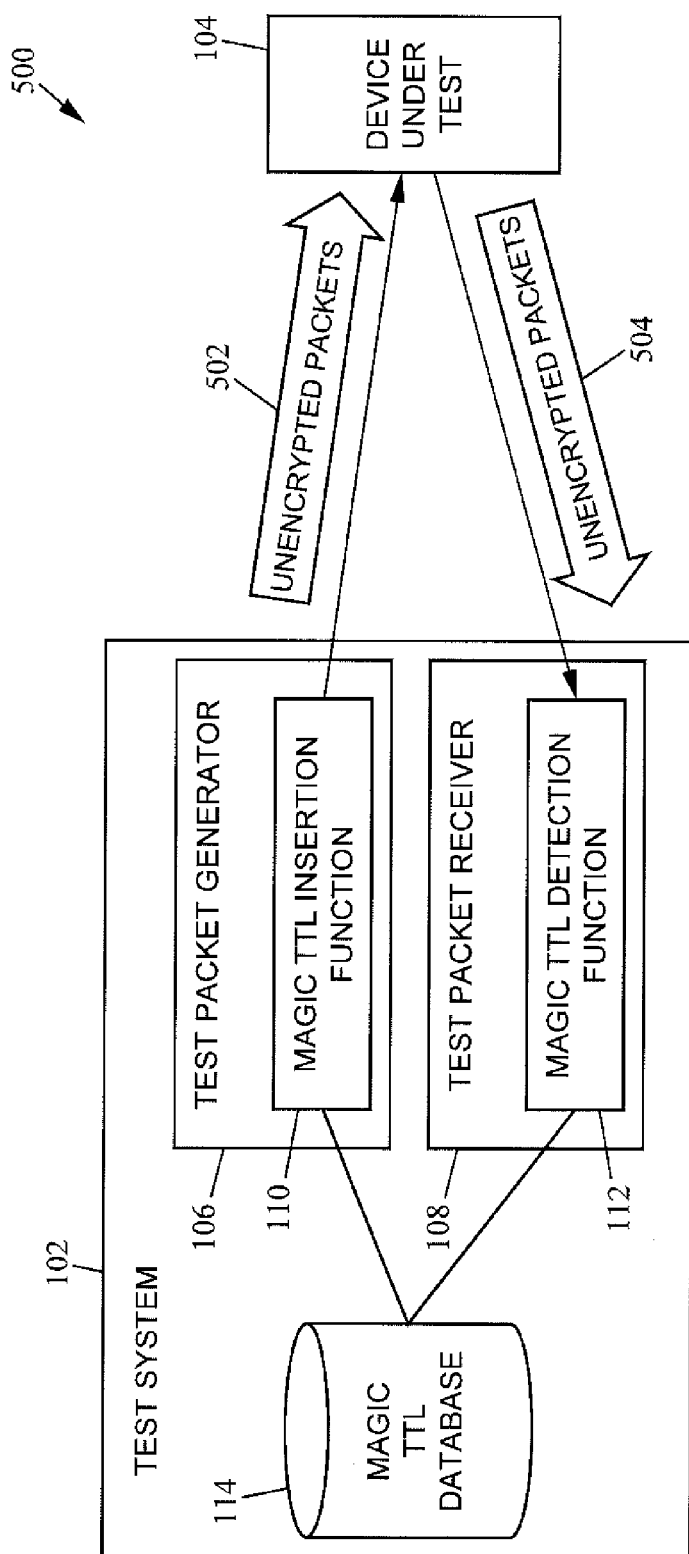 500
102
TEST SYSTEM
114
MAGIC
TTL
DATABASE
106
TEST PACKET GENERATOR
110
MAGIC TTL INSERTION
FUNCTION
108
TEST PACKET RECEIVER
112
MAGIC TTL DETECTION
FUNCTION
502
UNENCRYPTED PACKETS
504
UNENCRYPTED PACKETS
104
DEVICE
UNDER
TEST